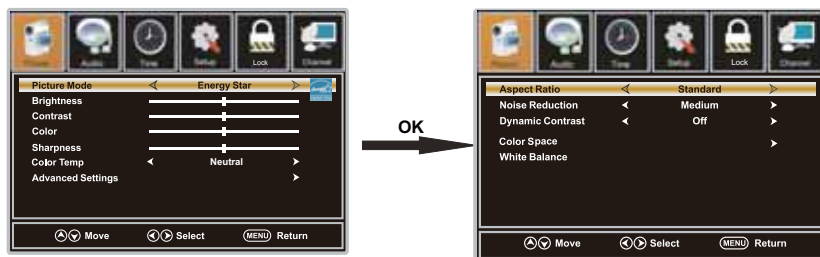 Audio Time Setup Lock Channel
Picture Mode Energy Star
Brightness
Contrast
Color
Sharpness
Color Temp Neutral
Advanced Settings
Move Select MENU Return
OK
Audio Time Setup Lock Channel
Aspect Ratio Standard
Noise Reduction Medium
Dynamic Contrast Off
Color Space
White Balance
Move Select MENU Return